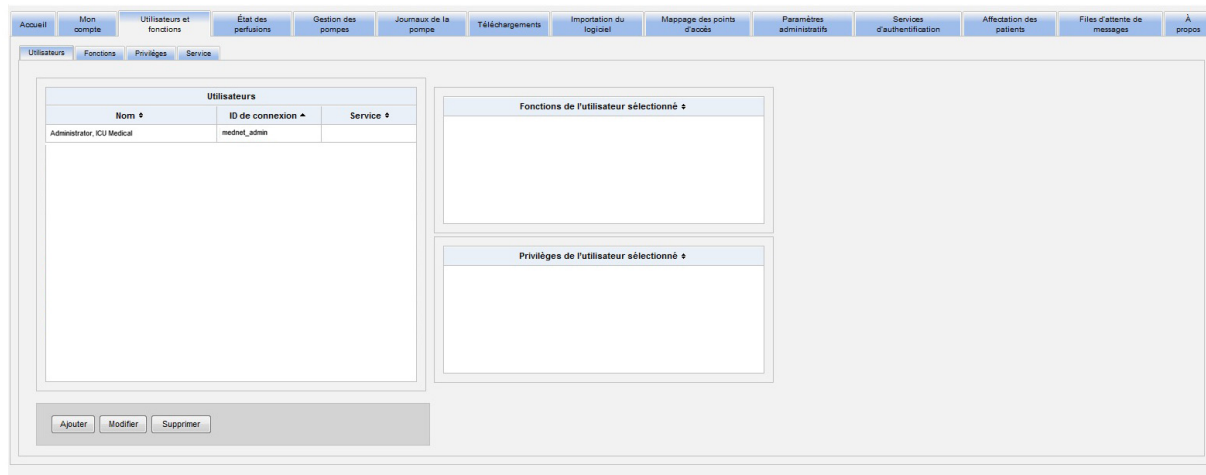 Accueil
Mon compte
Utilisateurs et fonctions
État des perfusions
Gestion des pompes
Journaux de la pompe
Téléchargements
Importation du logiciel
Mappage des points d'accès
Paramètres administratifs
Services d'authentification
Affectation des patients
Files d'attente de messages
À propos
Utilisateurs
Fonctions
Privilèges
Service
Utilisateurs
Nom
ID de connexion
Service
Administrator, ICU Medical
mednet_admin
Fonctions de l'utilisateur sélectionné
Privilèges de l'utilisateur sélectionné
Ajouter
Modifier
Supprimer